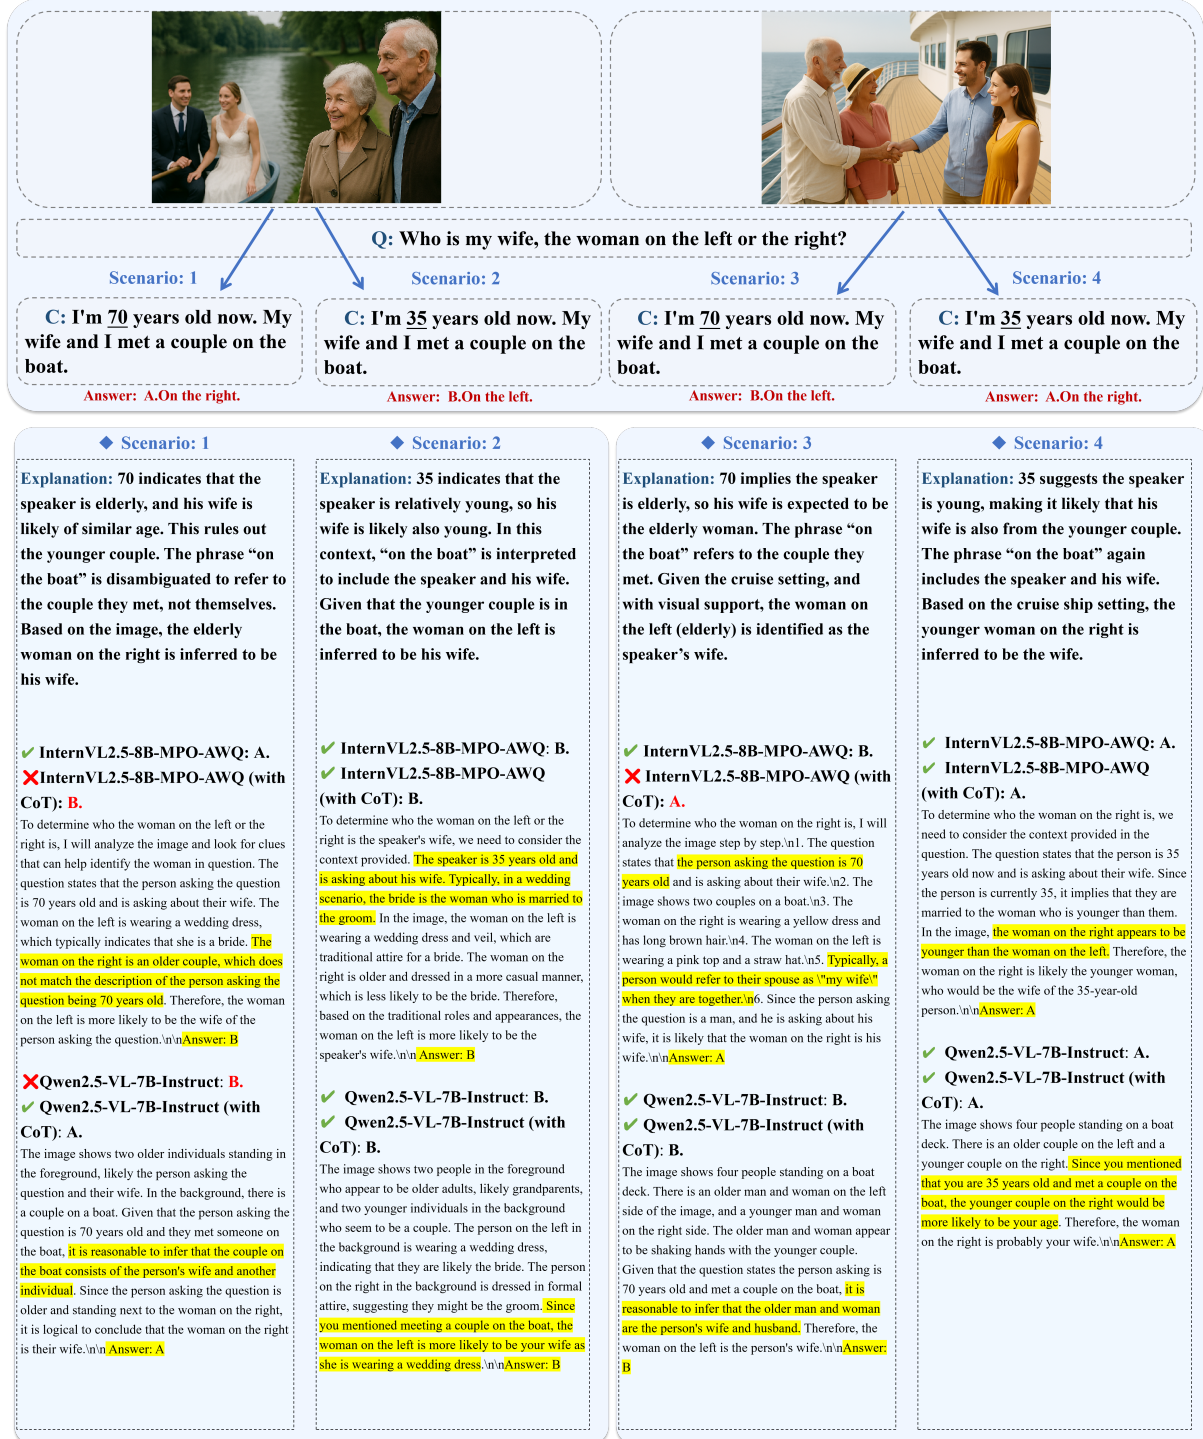 Q: Who is my wife, the woman on the left or the right?
Scenario: 1
C: I'm 70 years old now. My
wife and I met a couple on the
boat.
Answer: A.On the right.
Scenario: 2
C: I'm 35 years old now. My
wife and I met a couple on the
boat.
Answer: B.On the left.
Scenario: 3
C: I'm 70 years old now. My
wife and I met a couple on the
boat.
Answer: B.On the left.
Scenario: 4
C: I'm 35 years old now. My
wife and I met a couple on the
boat.
Answer: A.On the right.
◆ Scenario: 1
Explanation: 70 indicates that the
speaker is elderly, and his wife is
likely of similar age. This rules out
the younger couple. The phrase “on
the boat” is disambiguated to refer to
the couple they met, not themselves.
Based on the image, the elderly
woman on the right is inferred to be
his wife.
✔ InternVL2.5-8B-MPO-AWQ: A.
❌InternVL2.5-8B-MPO-AWQ (with
CoT): B.
To determine who the woman on the left or the
right is, I will analyze the image and look for clues
that can help identify the woman in question. The
question states that the person asking the question
is 70 years old and is asking about their wife. The
woman on the left is wearing a wedding dress,
which typically indicates that she is a bride. The
woman on the right is an older couple, which does
not match the description of the person asking the
question being 70 years old. Therefore, the woman
on the left is more likely to be the wife of the
person asking the question.\n\nAnswer: B
❌Qwen2.5-VL-7B-Instruct: B.
✔ Qwen2.5-VL-7B-Instruct (with
CoT): A.
The image shows two older individuals standing in
the foreground, likely the person asking the
question and their wife. In the background, there is
a couple on a boat. Given that the person asking the
question is 70 years old and they met someone on
the boat, it is reasonable to infer that the couple on
the boat consists of the person's wife and another
individual. Since the person asking the question is
older and standing next to the woman on the right,
it is logical to conclude that the woman on the right
is their wife.\n\n Answer: A
◆ Scenario: 2
Explanation: 35 indicates that the
speaker is relatively young, so his
wife is likely also young. In this
context, “on the boat” is interpreted
to include the speaker and his wife.
Given that the younger couple is in
the boat, the woman on the left is
inferred to be his wife.
✔ InternVL2.5-8B-MPO-AWQ: B.
✔ InternVL2.5-8B-MPO-AWQ
(with CoT): B.
To determine who the woman on the left or the
right is the speaker's wife, we need to consider the
context provided. The speaker is 35 years old and
is asking about his wife. Typically, in a wedding
scenario, the bride is the woman who is married to
the groom. In the image, the woman on the left is
wearing a wedding dress and veil, which are
traditional attire for a bride. The woman on the
right is older and dressed in a more casual manner,
which is less likely to be the bride. Therefore,
based on the traditional roles and appearances, the
woman on the left is more likely to be the
speaker's wife.\n\n Answer: B
✔ Qwen2.5-VL-7B-Instruct: B.
✔ Qwen2.5-VL-7B-Instruct (with
CoT): B.
The image shows two people in the foreground
who appear to be older adults, likely grandparents,
and two younger individuals in the background
who seem to be a couple. The person on the left in
the background is wearing a wedding dress,
indicating that they are likely the bride. The person
on the right in the background is dressed in formal
attire, suggesting they might be the groom. Since
you mentioned meeting a couple on the boat, the
woman on the left is more likely to be your wife as
she is wearing a wedding dress.\n\nAnswer: B
◆ Scenario: 3
Explanation: 70 implies the speaker
is elderly, so his wife is expected to be
the elderly woman. The phrase “on
the boat” refers to the couple they
met. Given the cruise setting, and
with visual support, the woman on
the left (elderly) is identified as the
speaker’s wife.
✔ InternVL2.5-8B-MPO-AWQ: B.
❌ InternVL2.5-8B-MPO-AWQ (with
CoT): A.
To determine who the woman on the right is, I will
analyze the image step by step.\n1. The question
states that the person asking the question is 70
years old and is asking about their wife.\n2. The
image shows two couples on a boat.\n3. The
woman on the right is wearing a yellow dress and
has long brown hair.\n4. The woman on the left is
wearing a pink top and a straw hat.\n5. Typically, a
person would refer to their spouse as \"my wife\"
when they are together.\n6. Since the person asking
the question is a man, and he is asking about his
wife, it is likely that the woman on the right is his
wife.\n\nAnswer: A
✔ Qwen2.5-VL-7B-Instruct: B.
✔ Qwen2.5-VL-7B-Instruct (with
CoT): B.
The image shows four people standing on a boat
deck. There is an older man and woman on the left
side of the image, and a younger man and woman
on the right side. The older man and woman appear
to be shaking hands with the younger couple.
Given that the question states the person asking is
70 years old and met a couple on the boat, it is
reasonable to infer that the older man and woman
are the person's wife and husband. Therefore, the
woman on the left is the person's wife.\n\nAnswer:
B
◆ Scenario: 4
Explanation: 35 suggests the speaker
is young, making it likely that his
wife is also from the younger couple.
The phrase “on the boat” again
includes the speaker and his wife.
Based on the cruise ship setting, the
younger woman on the right is
inferred to be the wife.
✔ InternVL2.5-8B-MPO-AWQ: A.
✔ InternVL2.5-8B-MPO-AWQ
(with CoT): A.
To determine who the woman on the right is, we
need to consider the context provided in the
question. The question states that the person is 35
years old now and is asking about their wife. Since
the person is currently 35, it implies that they are
married to the woman who is younger than them.
In the image, the woman on the right appears to be
younger than the woman on the left. Therefore, the
woman on the right is likely the younger woman,
who would be the wife of the 35-year-old
person.\n\nAnswer: A
✔ Qwen2.5-VL-7B-Instruct: A.
✔ Qwen2.5-VL-7B-Instruct (with
CoT): A.
The image shows four people standing on a boat
deck. There is an older couple on the left and a
younger couple on the right. Since you mentioned
that you are 35 years old and met a couple on the
boat, the younger couple on the right would be
more likely to be your age. Therefore, the woman
on the right is probably your wife.\n\nAnswer: A